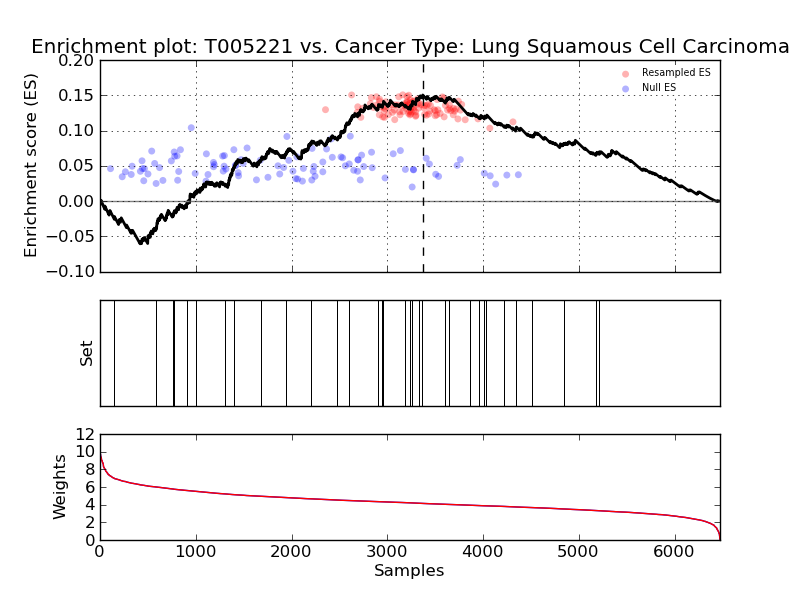 Enrichment plot: T005221 vs. Cancer Type: Lung Squamous Cell Carcinoma
Enrichment score (ES)
0.20
0.15
0.10
0.05
0.00
−0.05
−0.10
Resampled ES
Null ES
Set
Weights
12
10
8
6
4
2
0
0 1000 2000 3000 4000 5000 6000
Samples